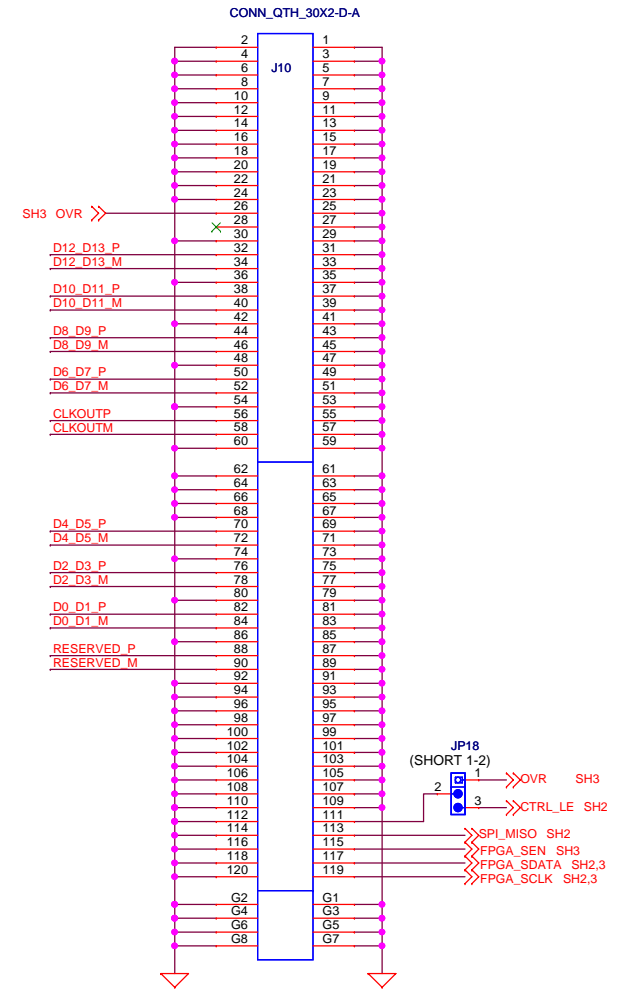 CONN_QTH_30X2-D-A
J10
2 1
4 3
6 5
8 7
10 9
12 11
14 13
16 15
18 17
20 19
22 21
24 23
SH3 OVR 26 25
28 27
30 29
D12_D13_P 32 31
D12_D13_M 34 33
36 35
D10_D11_P 38 37
D10_D11_M 40 39
42 41
D8_D9_P 44 43
D8_D9_M 46 45
48 47
D6_D7_P 50 49
D6_D7_M 52 51
54 53
CLKOUTP 56 55
CLKOUTM 58 57
60 59
62 61
64 63
66 65
68 67
D4_D5_P 70 69
D4_D5_M 72 71
74 73
D2_D3_P 76 75
D2_D3_M 78 77
80 79
D0_D1_P 82 81
D0_D1_M 84 83
86 85
RESERVED_P 88 87
RESERVED_M 90 89
92 91
94 93
96 95
98 97
100 99
102 101
104 103
106 105
108 107
110 109
112 111
114 113 SPI_MISO SH2
116 115 FPGA_SEN SH3
118 117 FPGA_SDATA SH2,3
120 119 FPGA_SCLK SH2,3
G2 G1
G4 G3
G6 G5
G8 G7
JP18
(SHORT 1-2)
1 OVR SH3
2
3 CTRL_LE SH2